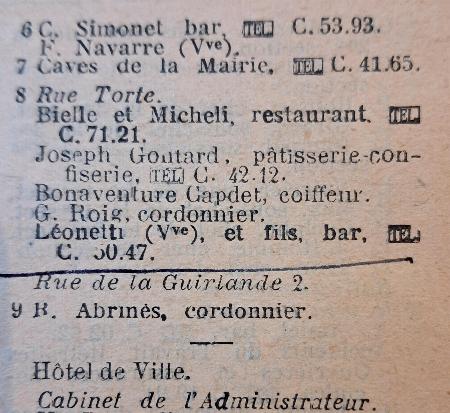 6 C. Simonet bar, TEL C. 53.93.
F. Navarre (Vve).
7 Caves de la Mairie, TEL C. 41.65.
8 Rue Torte.
Bielle et Micheli, restaurant, TEL
C. 71.21.
Joseph Goutard, pâtisserie-con-
fiserie, TEL C. 42.12.
Bonaventure Capdet, coiffeur.
G. Roig, cordonnier.
Léonetti (Vve), et fils, bar, TEL
C. 50.47.
Rue de la Guirlande 2.
9 R. Abrinès, cordonnier.
Hôtel de Ville.
Cabinet de l'Administrateur.